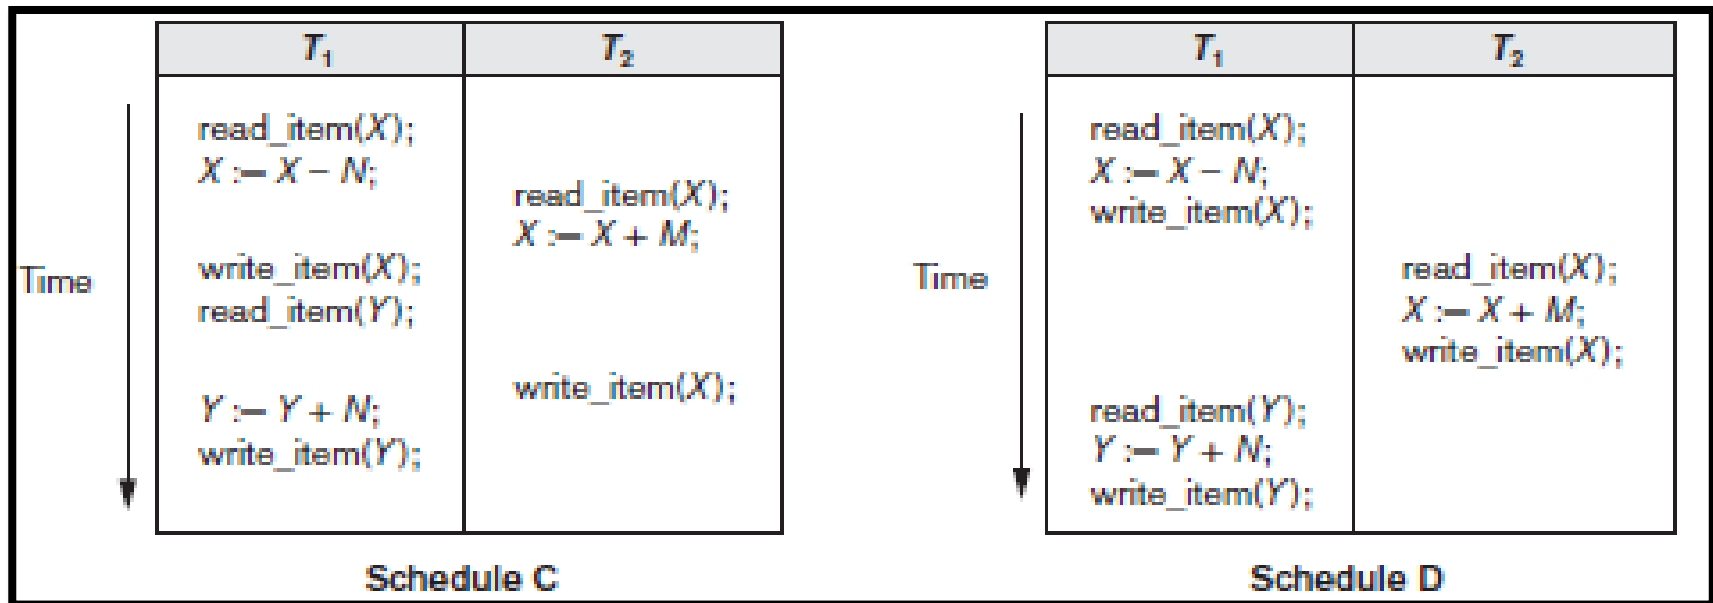 T₁ T₂
read_item(X);
X := X – N;
read_item(X);
X := X + M;
write_item(X);
read_item(Y);
write_item(X);
Y := Y + N;
write_item(Y);
Time
Schedule C
T₁ T₂
read_item(X);
X := X – N;
write_item(X);
read_item(X);
X := X + M;
write_item(X);
read_item(Y);
Y := Y + N;
write_item(Y);
Time
Schedule D